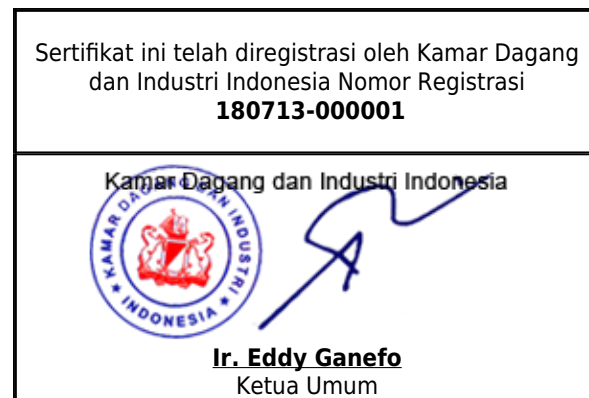 Sertifikat ini telah diregistrasi oleh Kamar Dagang
dan Industri Indonesia Nomor Registrasi
180713-000001
Kamar Dagang dan Industri Indonesia
KAMAR DAGANG DAN INDUSTRI
INDONESIA
Ir. Eddy Ganefo
Ketua Umum